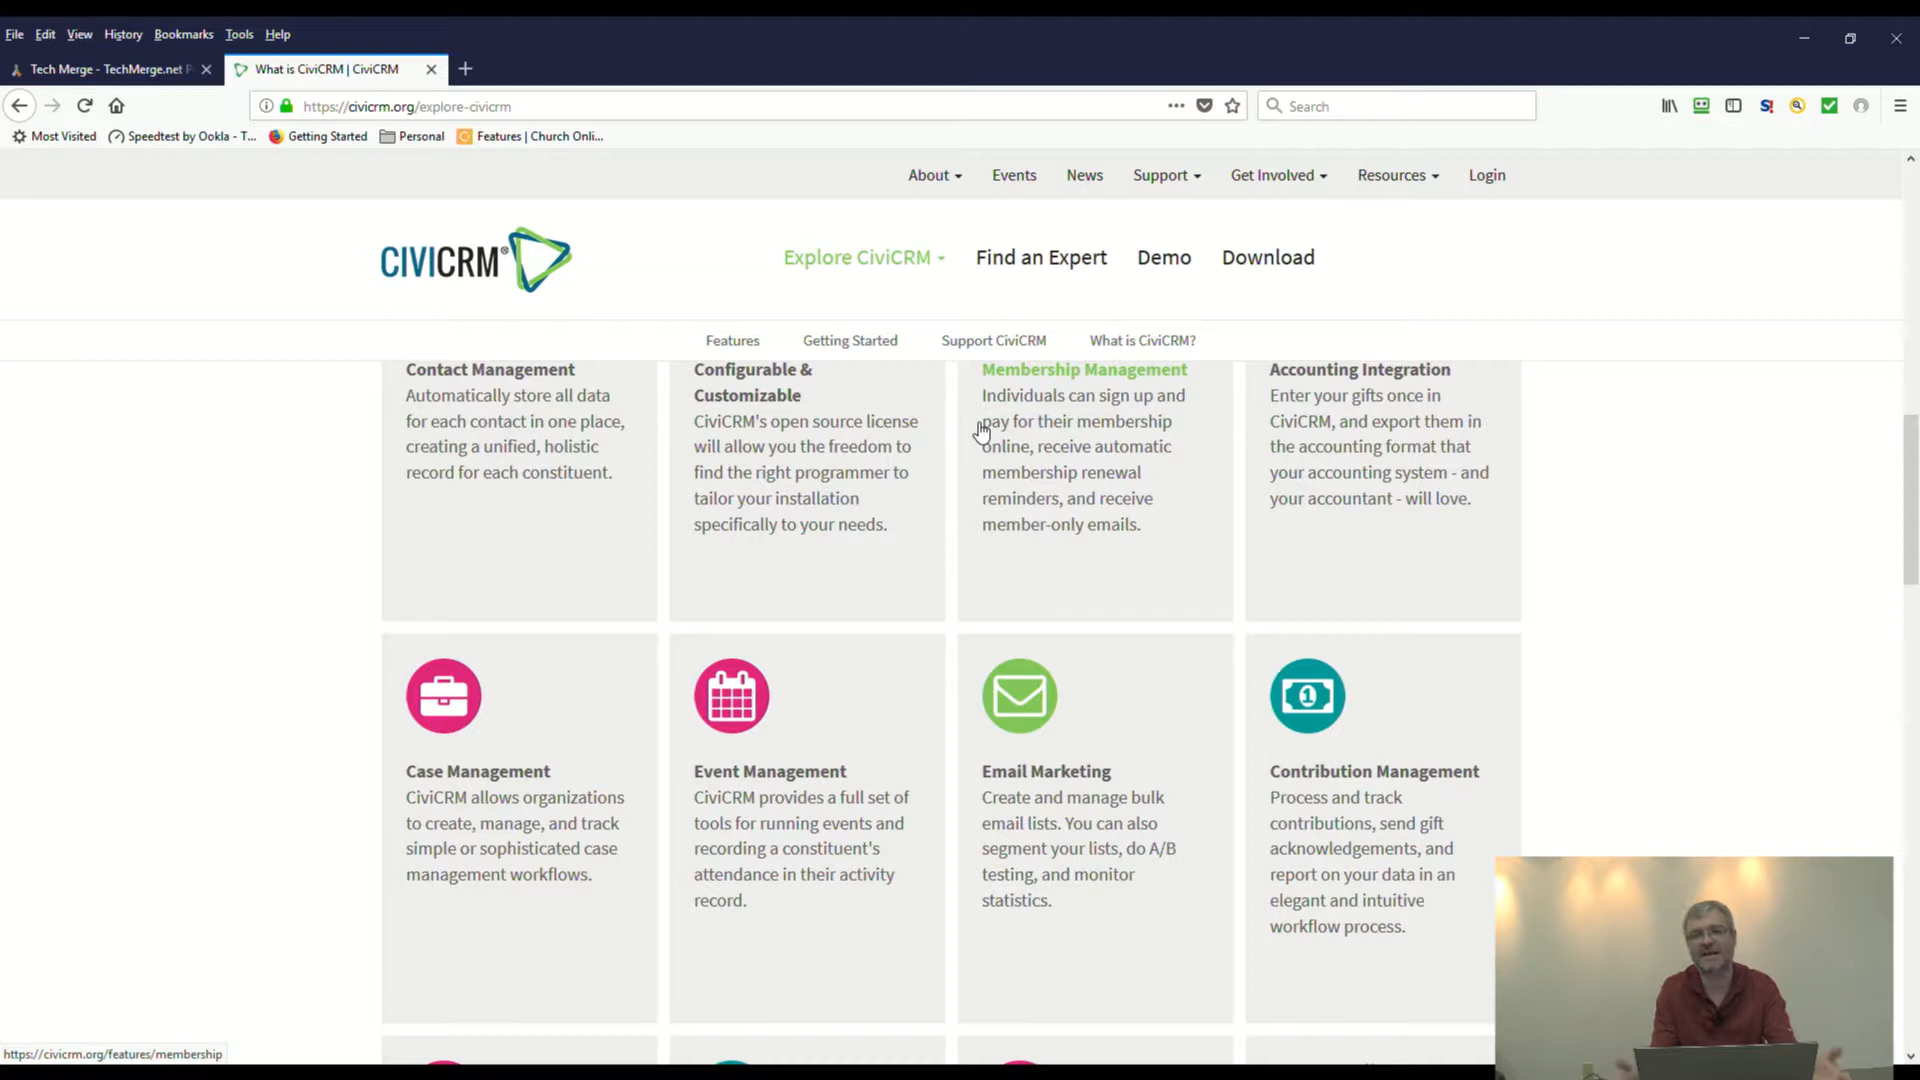 File Edit View History Bookmarks Tools Help
Tech Merge - TechMerge.net
What is CiviCRM | CiviCRM
https://civicrm.org/explore-civicrm
Search
Most Visited
Speedtest by Ookla - T...
Getting Started
Personal
Features | Church Onli...
About Events News Support Get Involved Resources Login
CIVICRM®
Explore CiviCRM Find an Expert Demo Download
Features Getting Started Support CiviCRM What is CiviCRM?
Contact Management
Automatically store all data
for each contact in one place,
creating a unified, holistic
record for each constituent.
Configurable &
Customizable
CiviCRM's open source license
will allow you the freedom to
find the right programmer to
tailor your installation
specifically to your needs.
Membership Management
Individuals can sign up and
pay for their membership
online, receive automatic
membership renewal
reminders, and receive
member-only emails.
Accounting Integration
Enter your gifts once in
CiviCRM, and export them in
the accounting format that
your accounting system - and
your accountant - will love.
Case Management
CiviCRM allows organizations
to create, manage, and track
simple or sophisticated case
management workflows.
Event Management
CiviCRM provides a full set of
tools for running events and
recording a constituent's
attendance in their activity
record.
Email Marketing
Create and manage bulk
email lists. You can also
segment your lists, do A/B
testing, and monitor
statistics.
1
Contribution Management
Process and track
contributions, send gift
acknowledgements, and
report on your data in an
elegant and intuitive
workflow process.
https://civicrm.org/features/membership